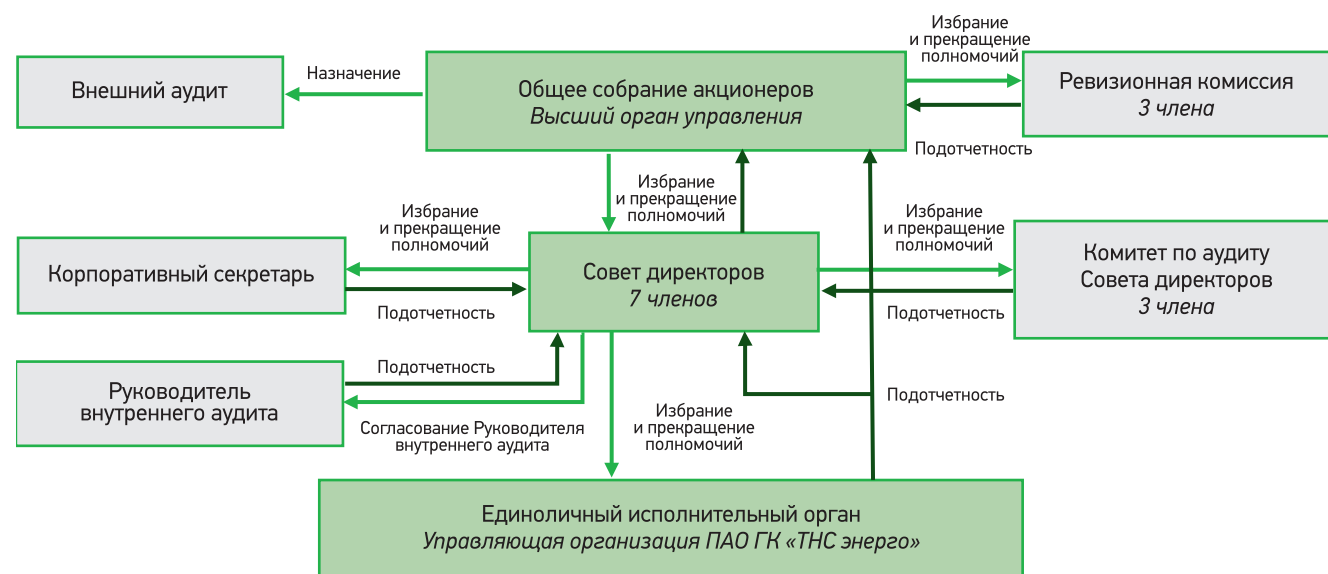 Избрание
и прекращение
полномочий
Внешний аудит
Назначение
Общее собрание акционеров
Высший орган управления
Ревизионная комиссия
3 члена
Подотчетность
Избрание
и прекращение
полномочий
Избрание
и прекращение
полномочий
Избрание
и прекращение
полномочий
Корпоративный секретарь
Совет директоров
7 членов
Комитет по аудиту
Совета директоров
3 члена
Подотчетность
Подотчетность
Руководитель
внутреннего аудита
Подотчетность
Подотчетность
Согласование Руководителя
внутреннего аудита
Избрание
и прекращение
полномочий
Единоличный исполнительный орган
Управляющая организация ПАО ГК «ТНС энерго»